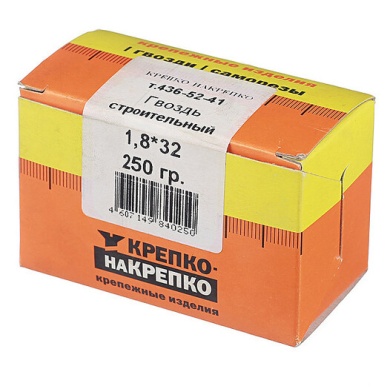 крепежные изделия
| гвозди | саморезы
КРЕПКО НАКРЕПКО
т.436-52-41
Гвоздь
строительный
1,8*32
250 гр.
4 607149 840250
КРЕПКО-
НАКРЕПКО
крепежные изделия